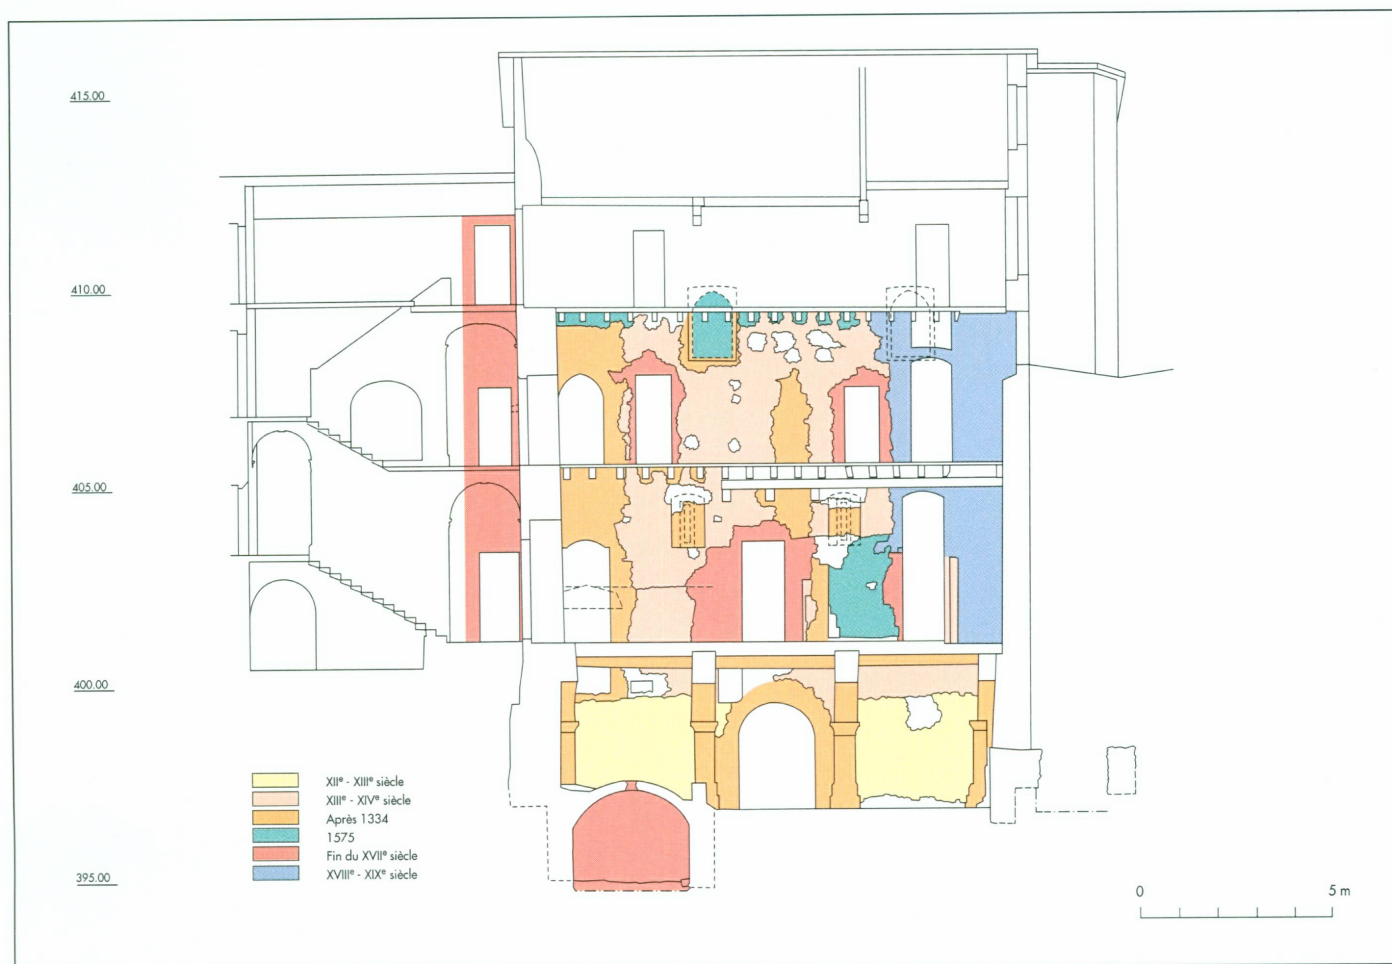 415.00
410.00
405.00
400.00
395.00
XIIᵉ - XIIIᵉ siècle
XIIIᵉ - XIVᵉ siècle
Après 1334
1575
Fin du XVIIᵉ siècle
XVIIIᵉ - XIXᵉ siècle
0 5 m